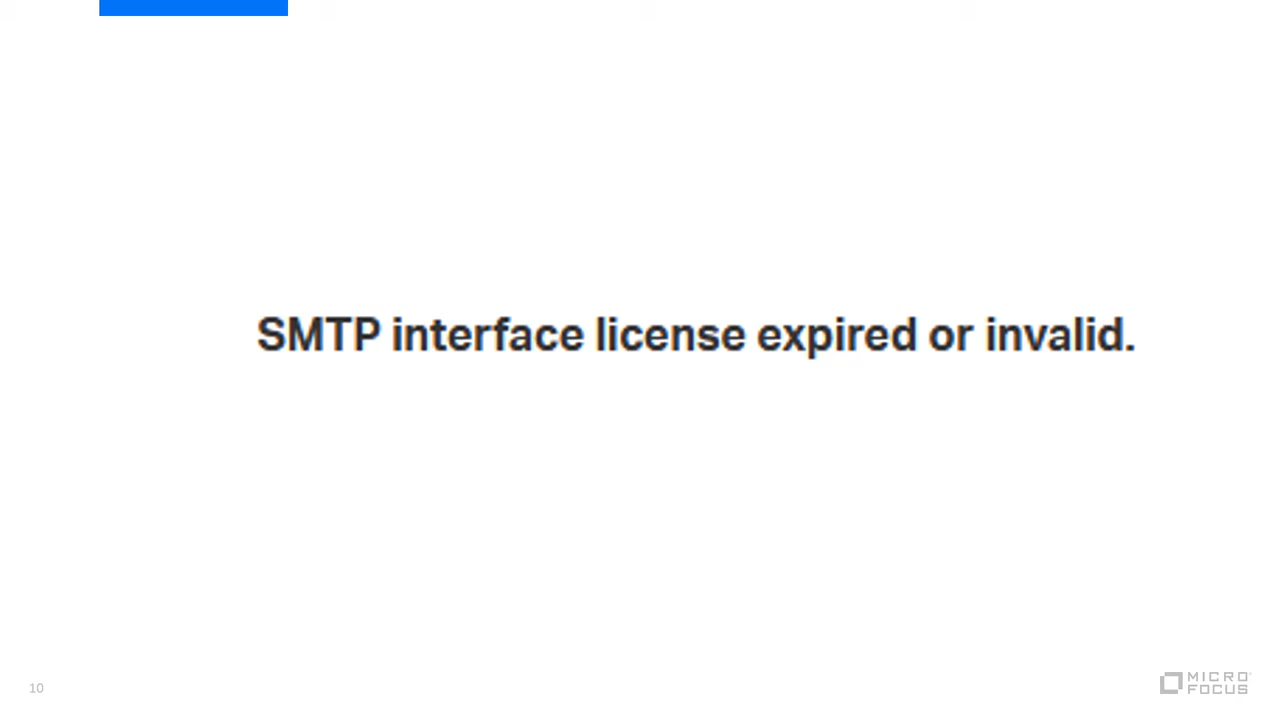 SMTP interface license expired or invalid.
10
MICRO
FOCUS